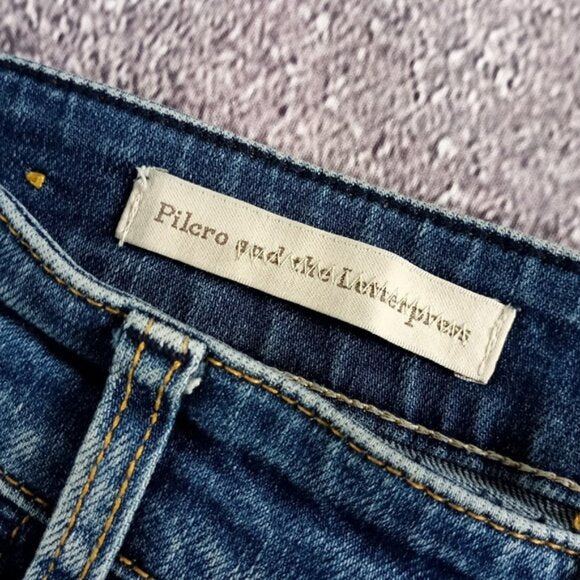 Pilcro and the Letterpress